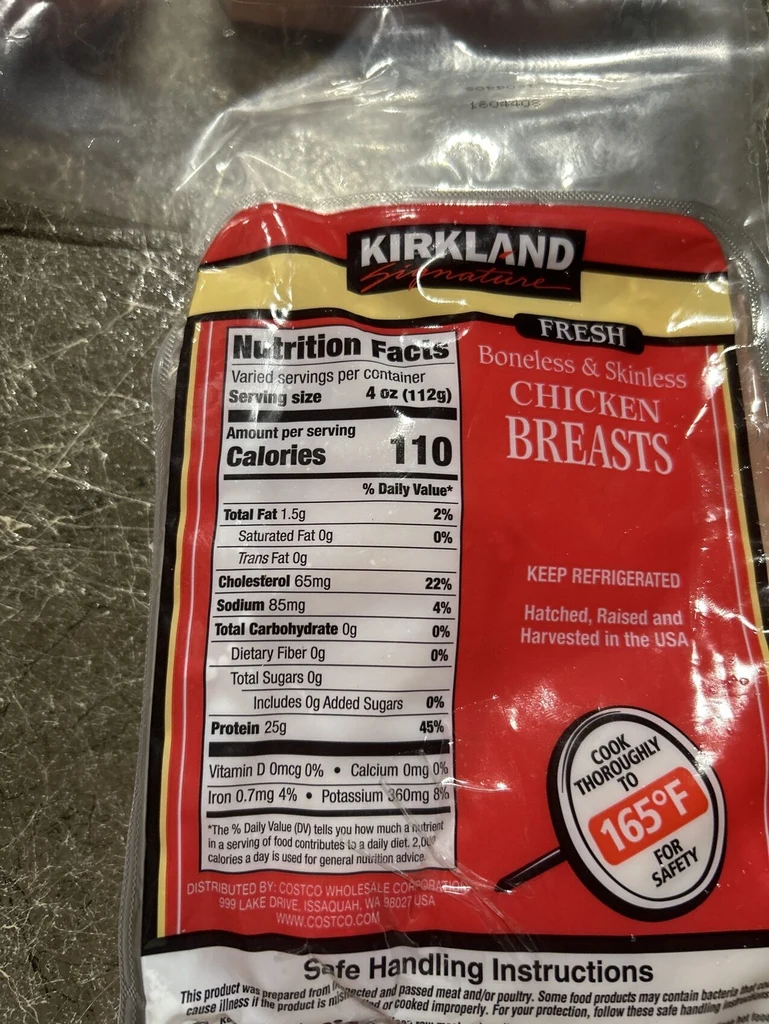 KIRKLAND
Signature
FRESH
Boneless & Skinless
CHICKEN
BREASTS
Nutrition Facts
Varied servings per container
Serving size 4 oz (112g)
Amount per serving
Calories 110
% Daily Value*
Total Fat 1.5g 2%
Saturated Fat 0g 0%
Trans Fat 0g
Cholesterol 65mg 22%
Sodium 85mg 4%
Total Carbohydrate 0g 0%
Dietary Fiber 0g 0%
Total Sugars 0g
Includes 0g Added Sugars 0%
Protein 25g 45%
Vitamin D 0mcg 0% • Calcium 0mg 0%
Iron 0.7mg 4% • Potassium 360mg 8%
*The % Daily Value (DV) tells you how much a nutrient
in a serving of food contributes to a daily diet. 2,000
calories a day is used for general nutrition advice.
KEEP REFRIGERATED
Hatched, Raised and
Harvested in the USA
COOK
THOROUGHLY
TO
165°F
FOR
SAFETY
DISTRIBUTED BY: COSTCO WHOLESALE CORPORATION
999 LAKE DRIVE, ISSAQUAH, WA 98027 USA
WWW.COSTCO.COM
Safe Handling Instructions
This product was prepared from inspected and passed meat and/or poultry. Some food products may contain bacteria that
cause illness if the product is or cooked improperly. For your protection, follow these safe handling instructions